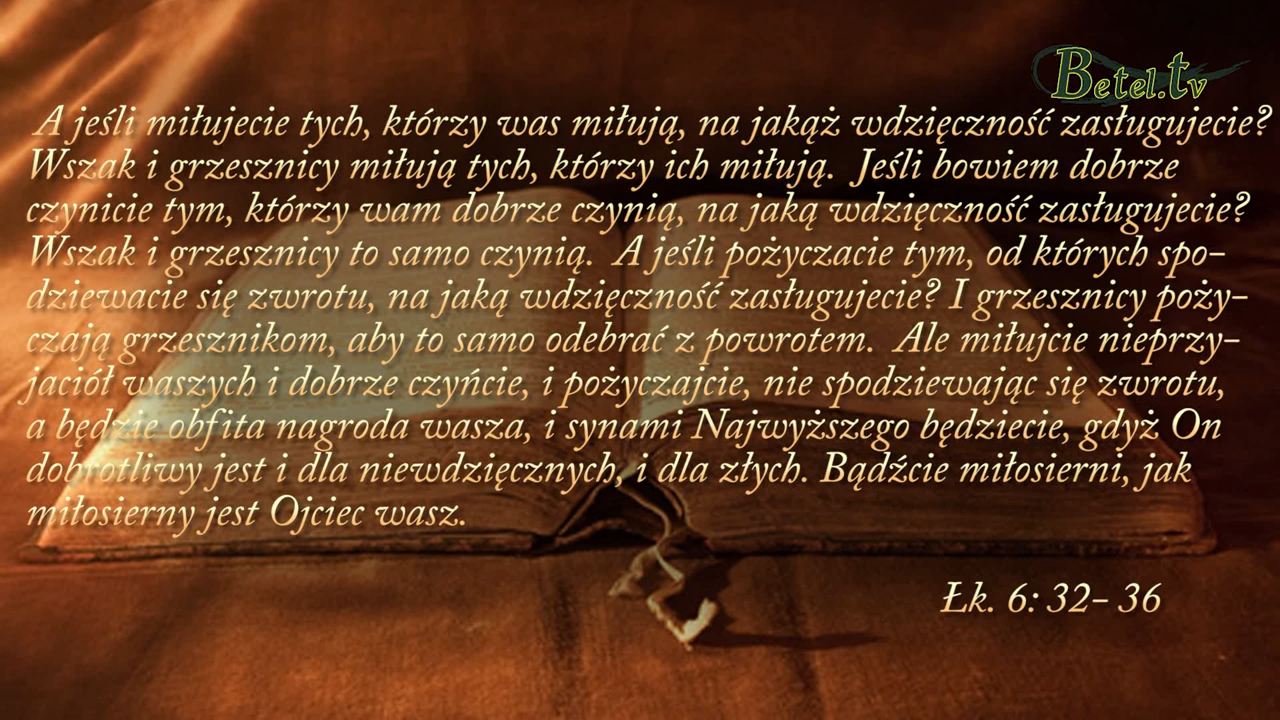 Betel.tv
A jeśli miłujecie tych, którzy was miłują, na jakąż wdzięczność zasługujecie?
Wszak i grzesznicy miłują tych, którzy ich miłują. Jeśli bowiem dobrze
czynicie tym, którzy wam dobrze czynią, na jaką wdzięczność zasługujecie?
Wszak i grzesznicy to samo czynią. A jeśli pożyczacie tym, od których spo-
dziewacie się zwrotu, na jaką wdzięczność zasługujecie? I grzesznicy poży-
czają grzesznikom, aby to samo odebrać z powrotem. Ale miłujcie nieprzy-
jaciół waszych i dobrze czyńcie, i pożyczajcie, nie spodziewając się zwrotu,
a będzie obfita nagroda wasza, i synami Najwyższego będziecie, gdyż On
dobrotliwy jest i dla niewdzięcznych, i dla złych. Bądźcie miłosierni, jak
miłosierny jest Ojciec wasz.
Łk. 6: 32- 36